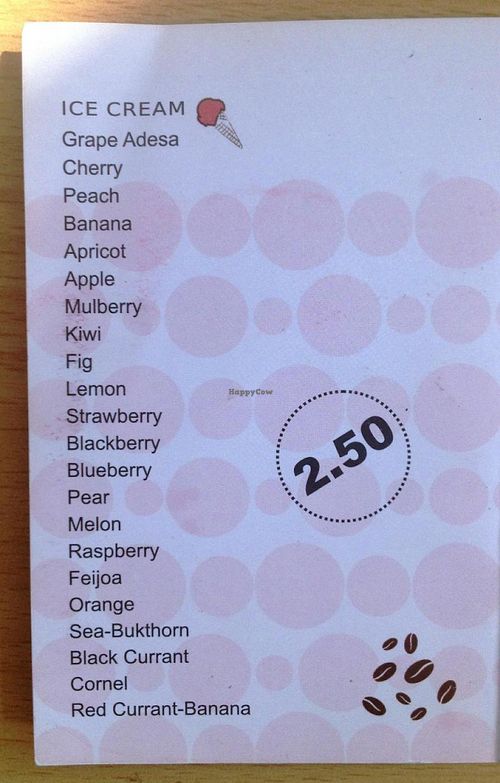 ICE CREAM
Grape Adesa
Cherry
Peach
Banana
Apricot
Apple
Mulberry
Kiwi
Fig
Lemon
HappyCow
Strawberry
Blackberry
2.50
Blueberry
Pear
Melon
Raspberry
Feijoa
Orange
Sea-Bukthorn
Black Currant
Cornel
Red Currant-Banana